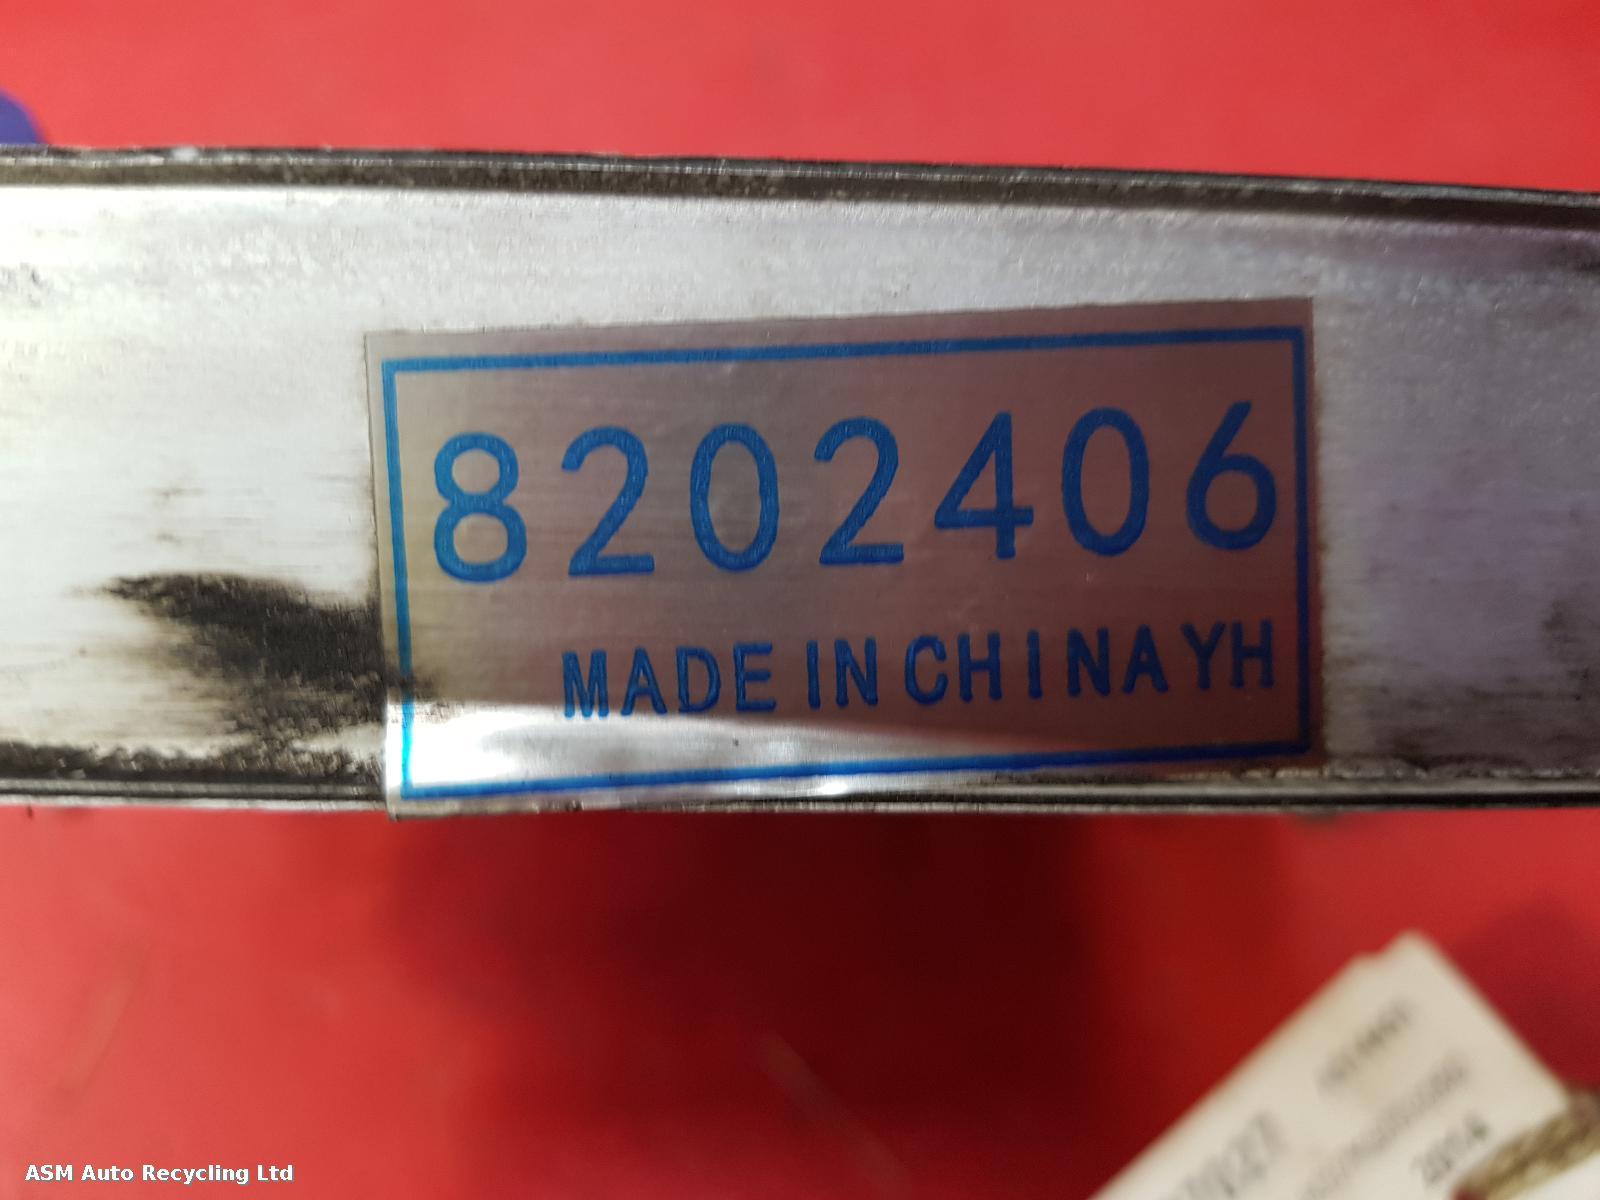 8202406
MADE IN CHINA YH
ASM Auto Recycling Ltd